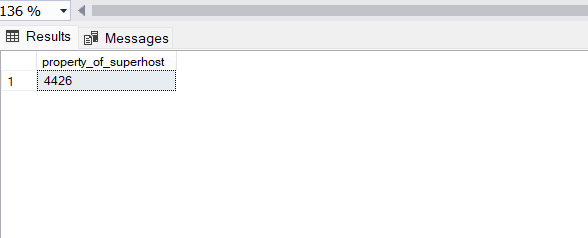 136 %
Results Messages
property_of_superhost
1 4426